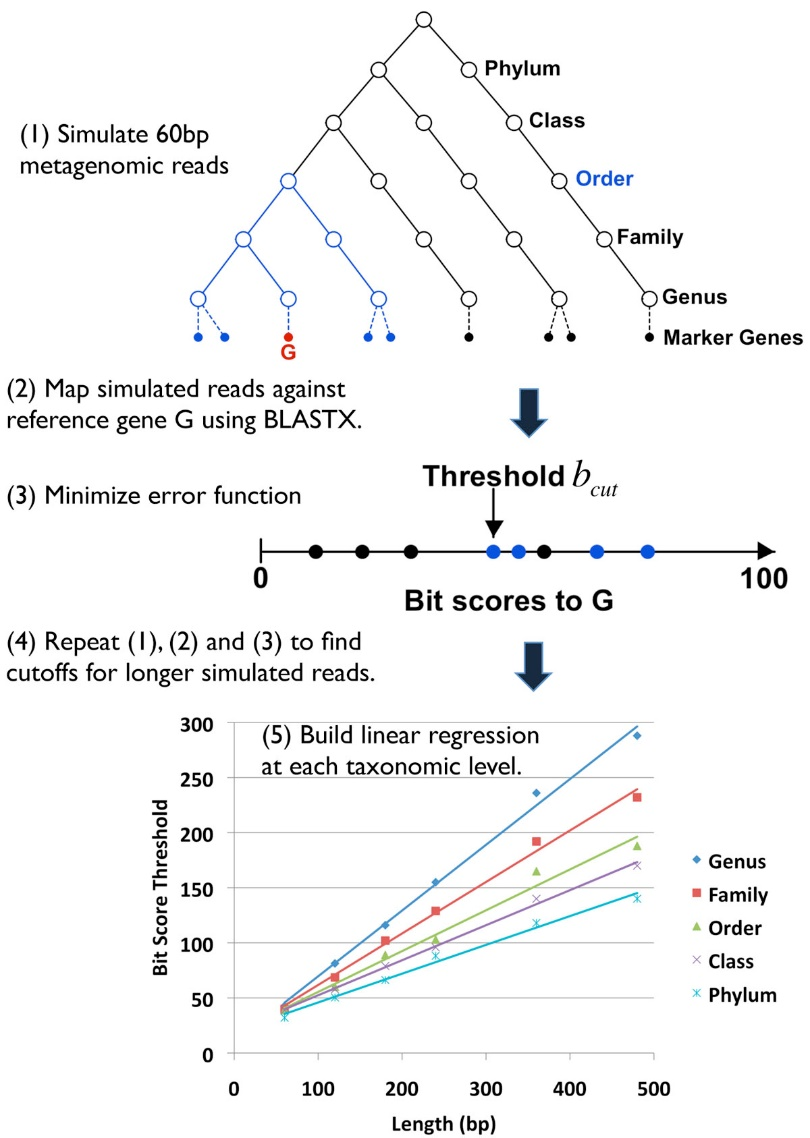 Phylum
(1) Simulate 60bp
metagenomic reads
Class
Order
Family
Genus
Marker Genes
G
(2) Map simulated reads against
reference gene G using BLASTX.
(3) Minimize error function
Threshold b_cut
0
100
Bit scores to G
(4) Repeat (1), (2) and (3) to find
cutoffs for longer simulated reads.
(5) Build linear regression
at each taxonomic level.
Bit Score Threshold
300
250
200
150
100
50
0
0 100 200 300 400 500
Length (bp)
Genus
Family
Order
Class
Phylum